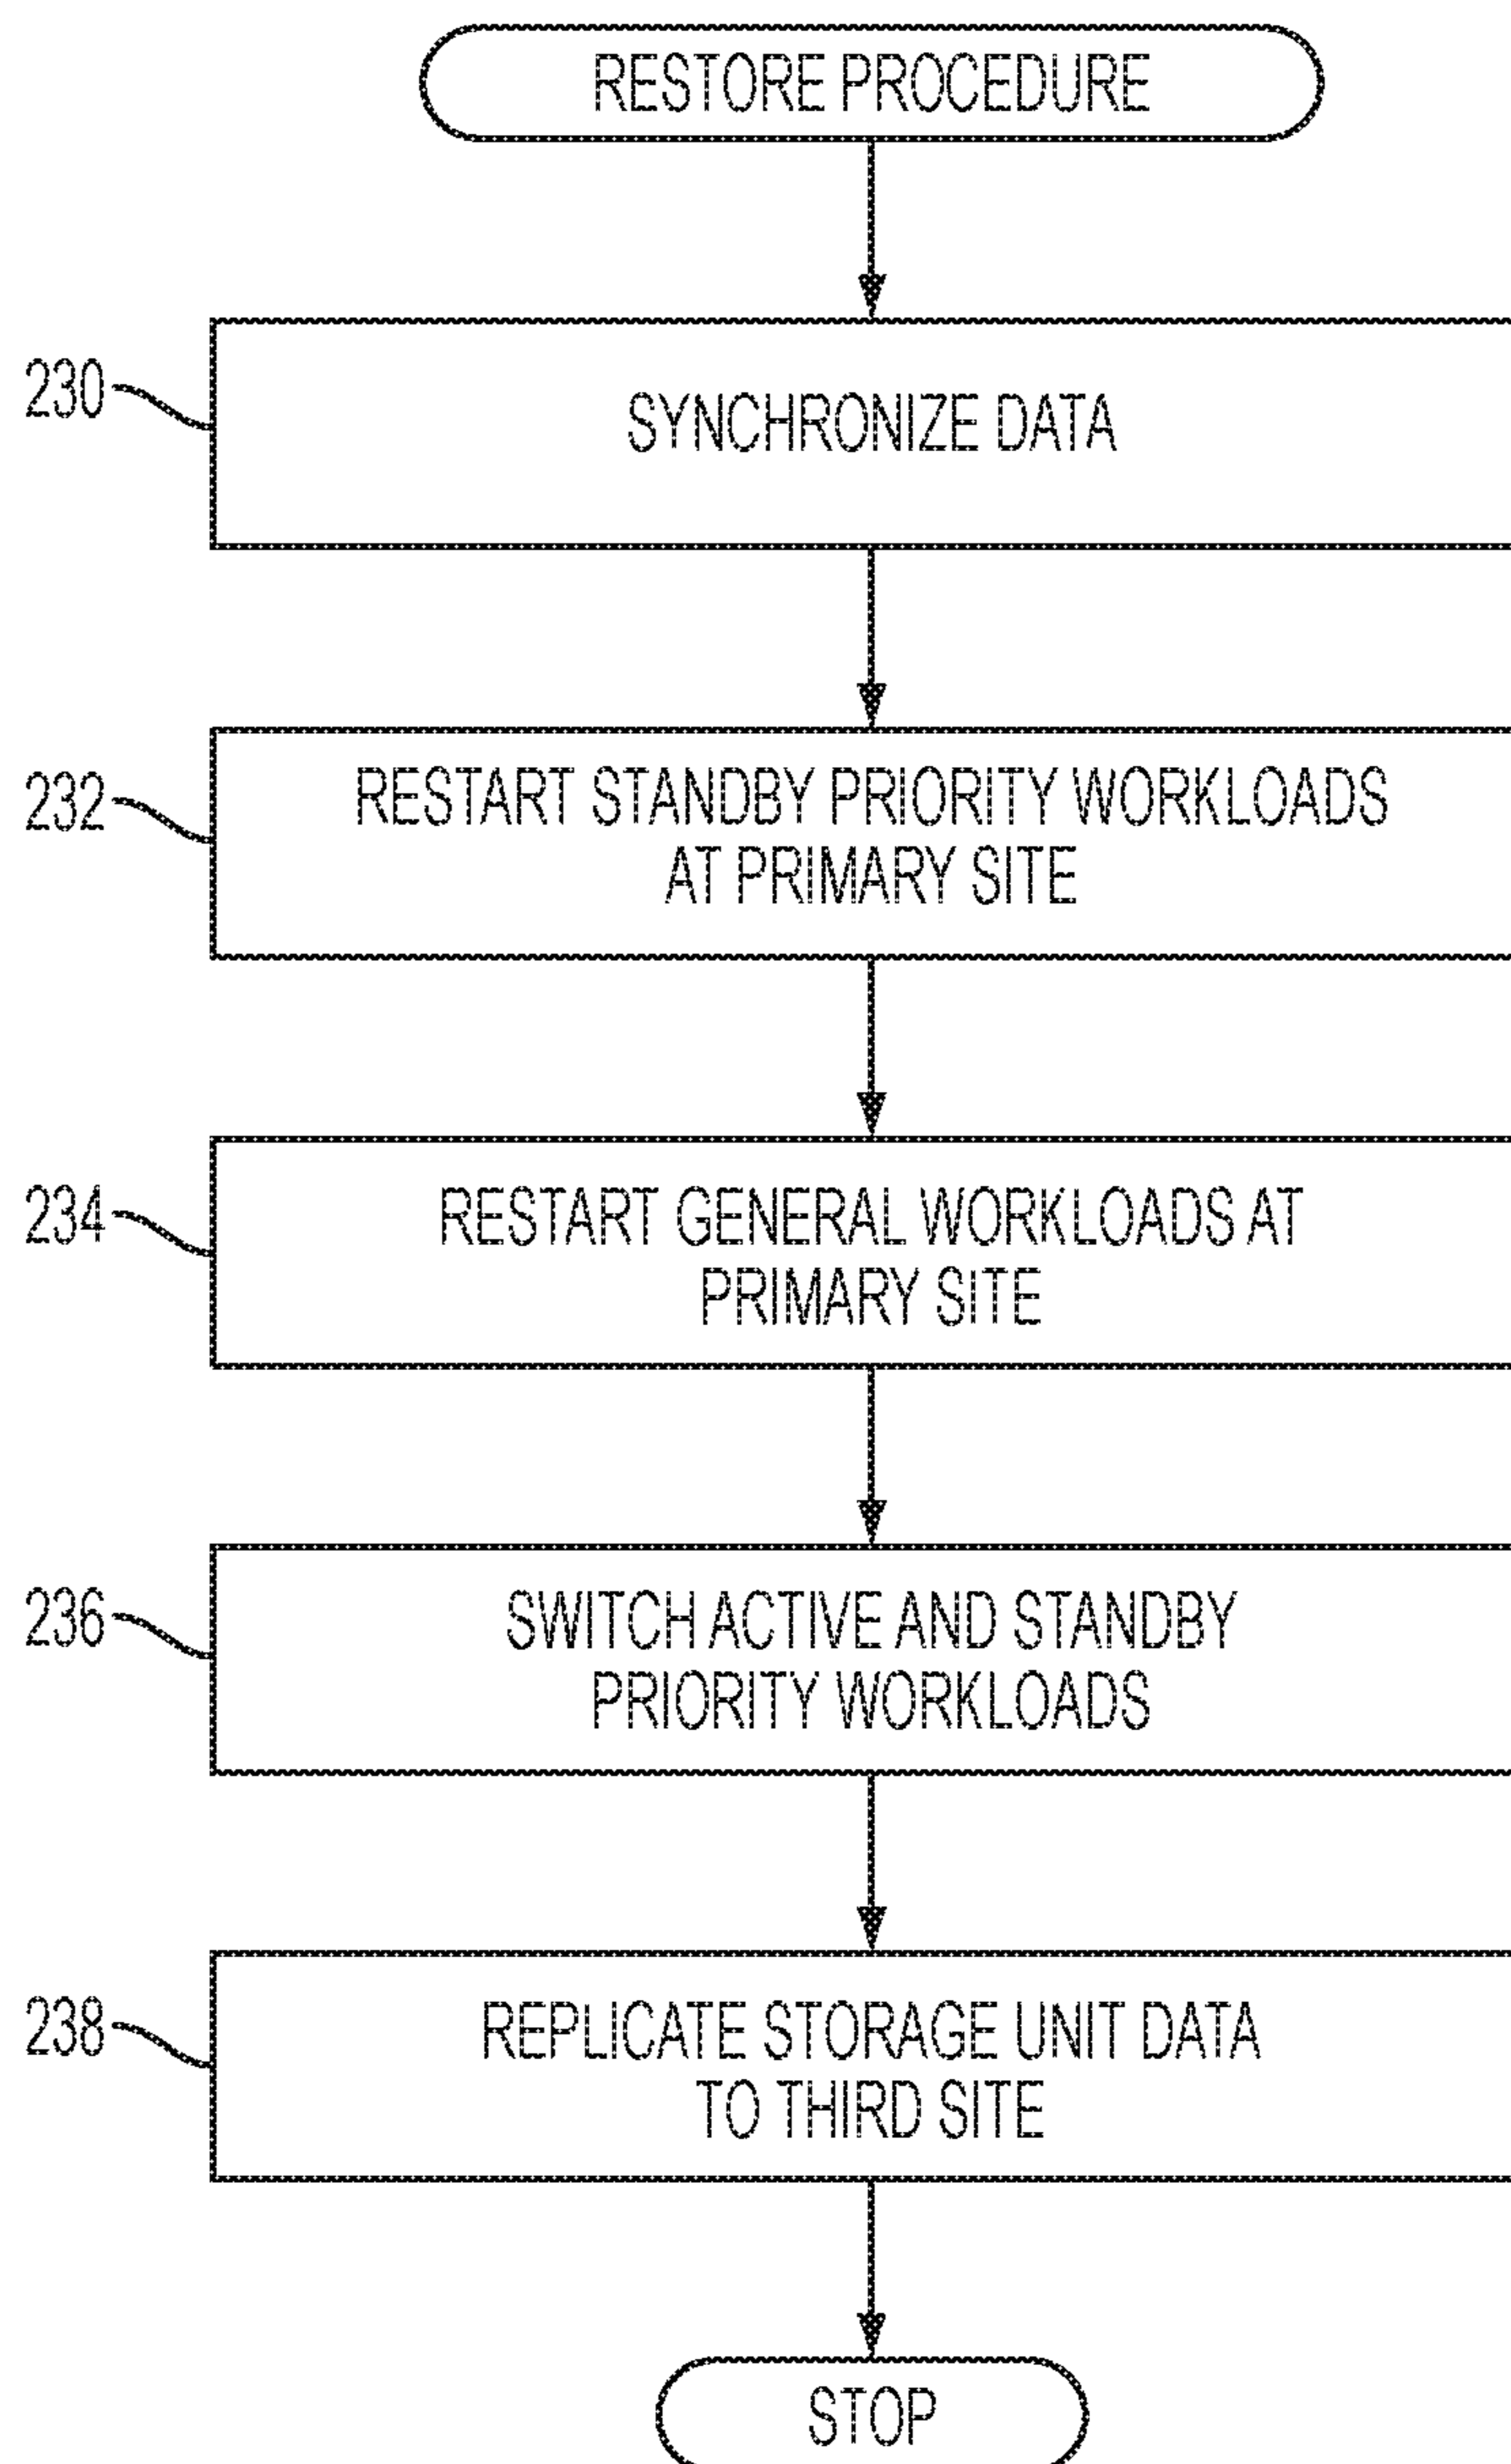 RESTORE PROCEDURE
230
SYNCHRONIZE DATA
232
RESTART STANDBY PRIORITY WORKLOADS
AT PRIMARY SITE
234
RESTART GENERAL WORKLOADS AT
PRIMARY SITE
236
SWITCH ACTIVE AND STANDBY
PRIORITY WORKLOADS
238
REPLICATE STORAGE UNIT DATA
TO THIRD SITE
STOP